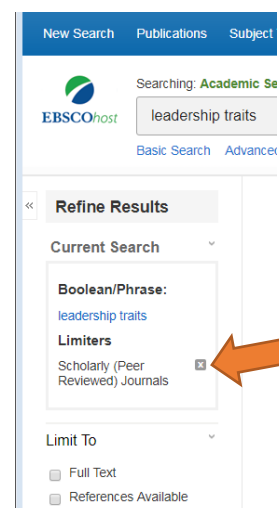 New Search Publications Subject
Searching: Academic Se
EBSCOhost
leadership traits
Basic Search Advanced
« Refine Results
Current Search
Boolean/Phrase:
leadership traits
Limiters
Scholarly (Peer
Reviewed) Journals
Limit To
Full Text
References Available